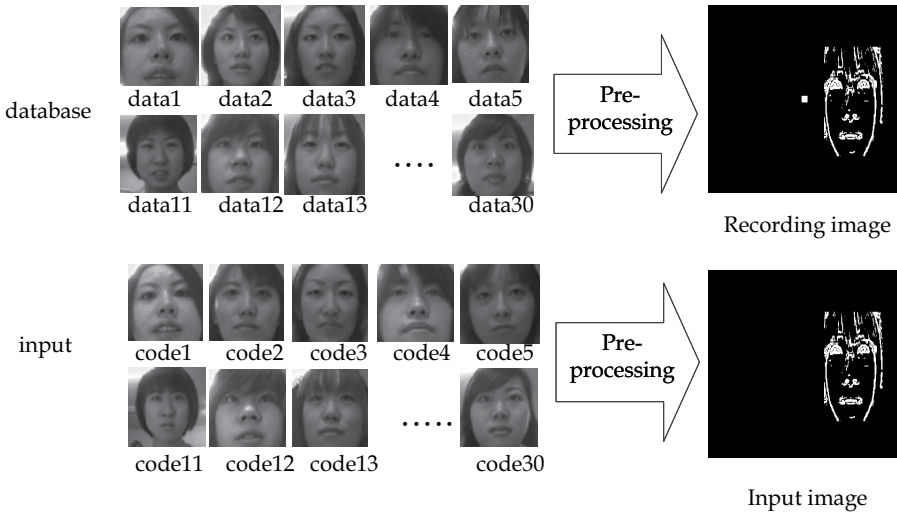 data1 data2 data3 data4 data5
database
Pre-
processing
....
data11 data12 data13 data30
Recording image
code1 code2 code3 code4 code5
input
Pre-
processing
.....
code11 code12 code13 code30
Input image